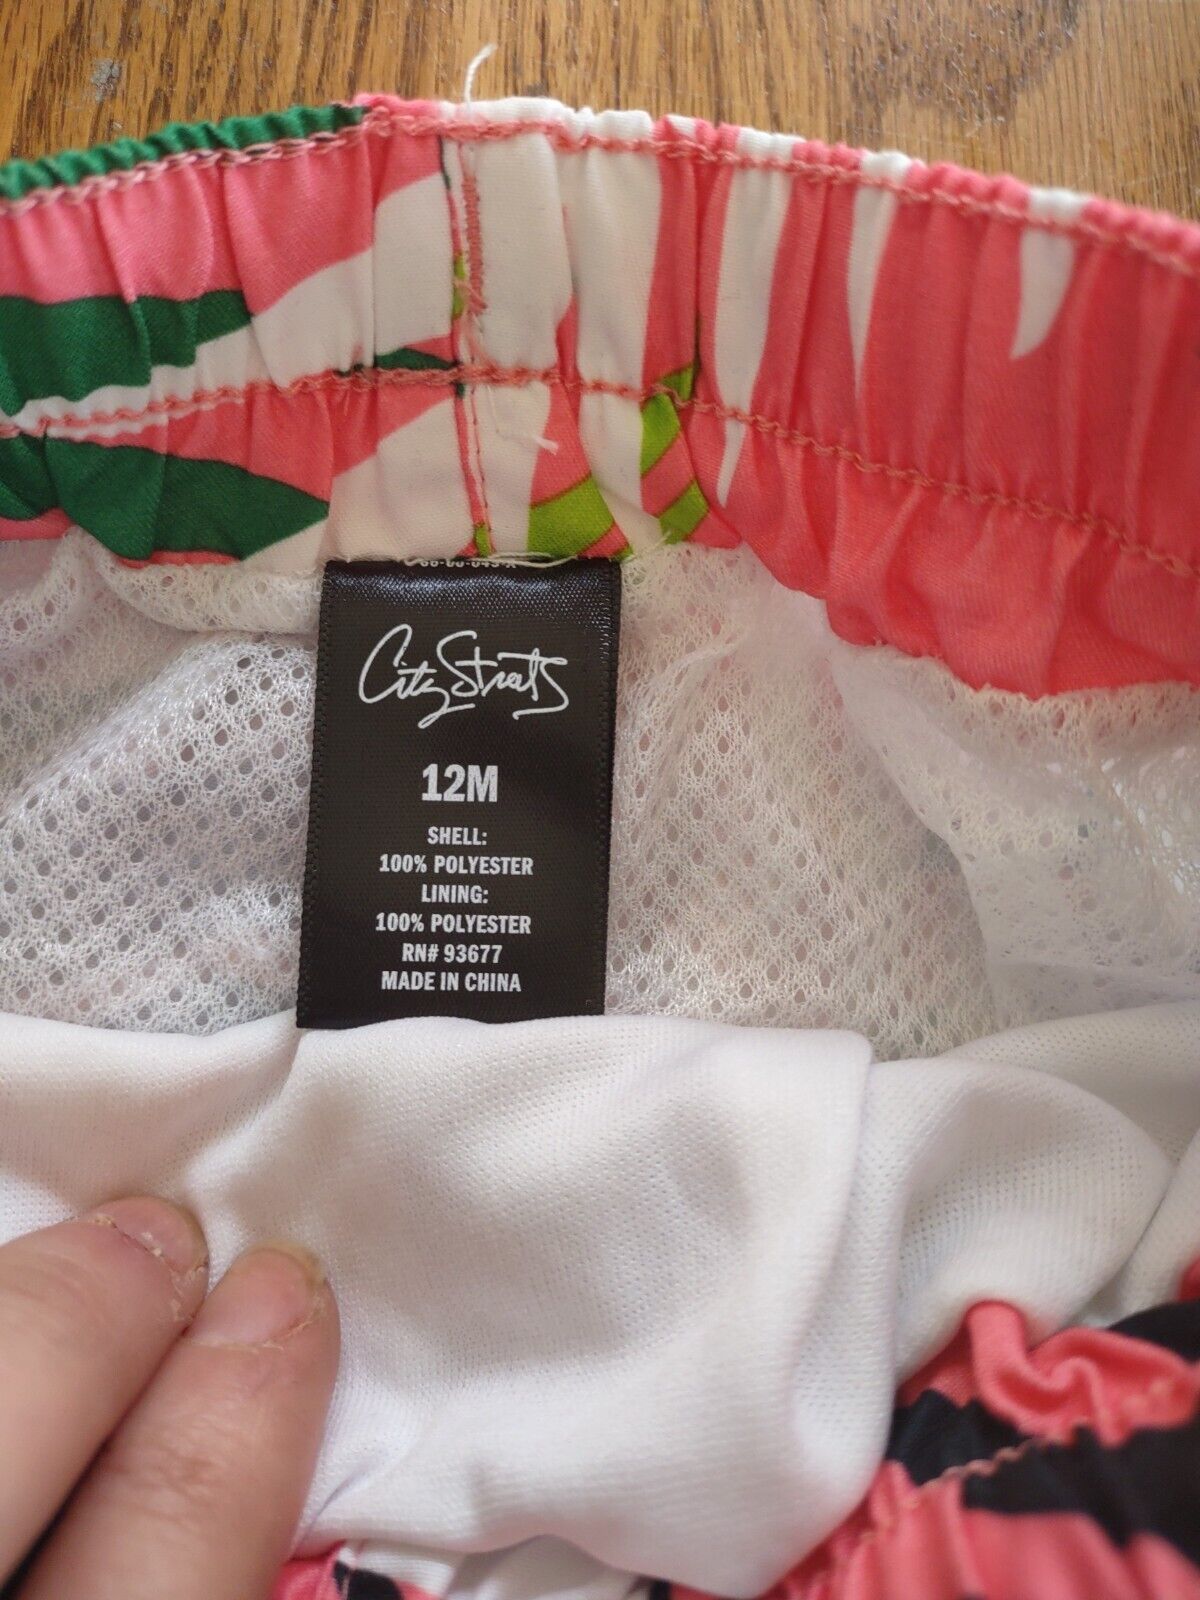 City Streets
12M
SHELL:
100% POLYESTER
LINING:
100% POLYESTER
RN# 93677
MADE IN CHINA